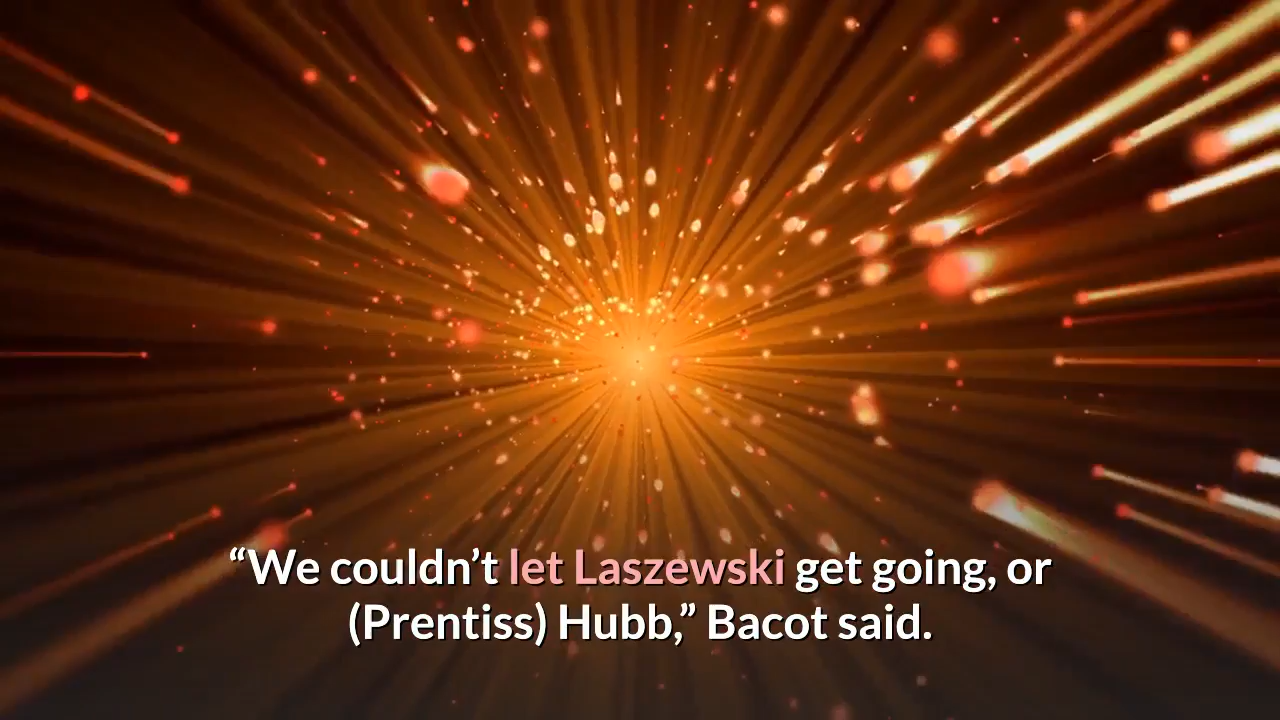 “We couldn’t let Laszewski get going, or
(Prentiss) Hubb,” Bacot said.